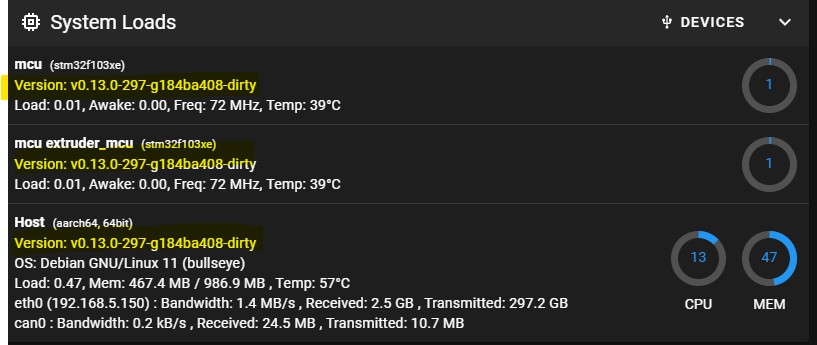 System Loads
DEVICES
mcu (stm32f103xe)
Version: v0.13.0-297-g184ba408-dirty
Load: 0.01, Awake: 0.00, Freq: 72 MHz, Temp: 39°C
1
mcu extruder_mcu (stm32f103xe)
Version: v0.13.0-297-g184ba408-dirty
Load: 0.01, Awake: 0.00, Freq: 72 MHz, Temp: 39°C
1
Host (aarch64, 64bit)
Version: v0.13.0-297-g184ba408-dirty
OS: Debian GNU/Linux 11 (bullseye)
Load: 0.47, Mem: 467.4 MB / 986.9 MB , Temp: 57°C
eth0 (192.168.5.150) : Bandwidth: 1.4 MB/s , Received: 2.5 GB , Transmitted: 297.2 GB
can0 : Bandwidth: 0.2 kB/s , Received: 24.5 MB , Transmitted: 10.7 MB
13
CPU
47
MEM